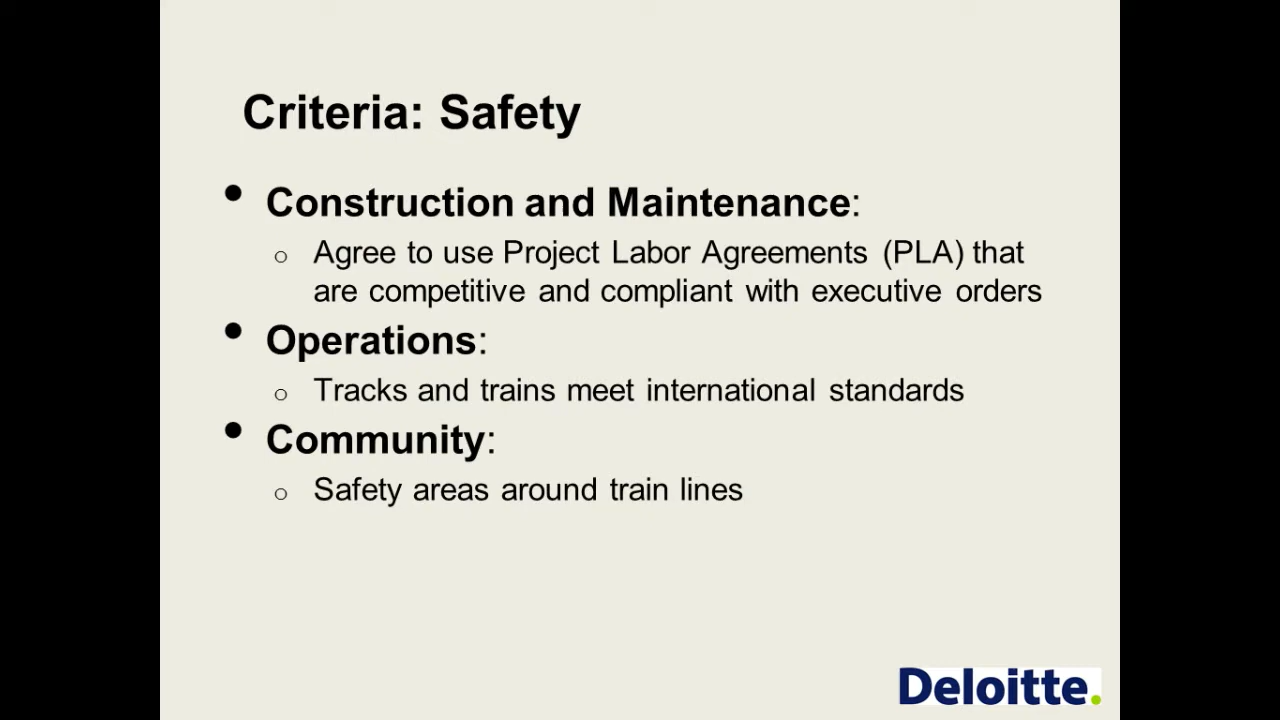 Criteria: Safety
• Construction and Maintenance:
o Agree to use Project Labor Agreements (PLA) that
are competitive and compliant with executive orders
• Operations:
o Tracks and trains meet international standards
• Community:
o Safety areas around train lines
Deloitte.